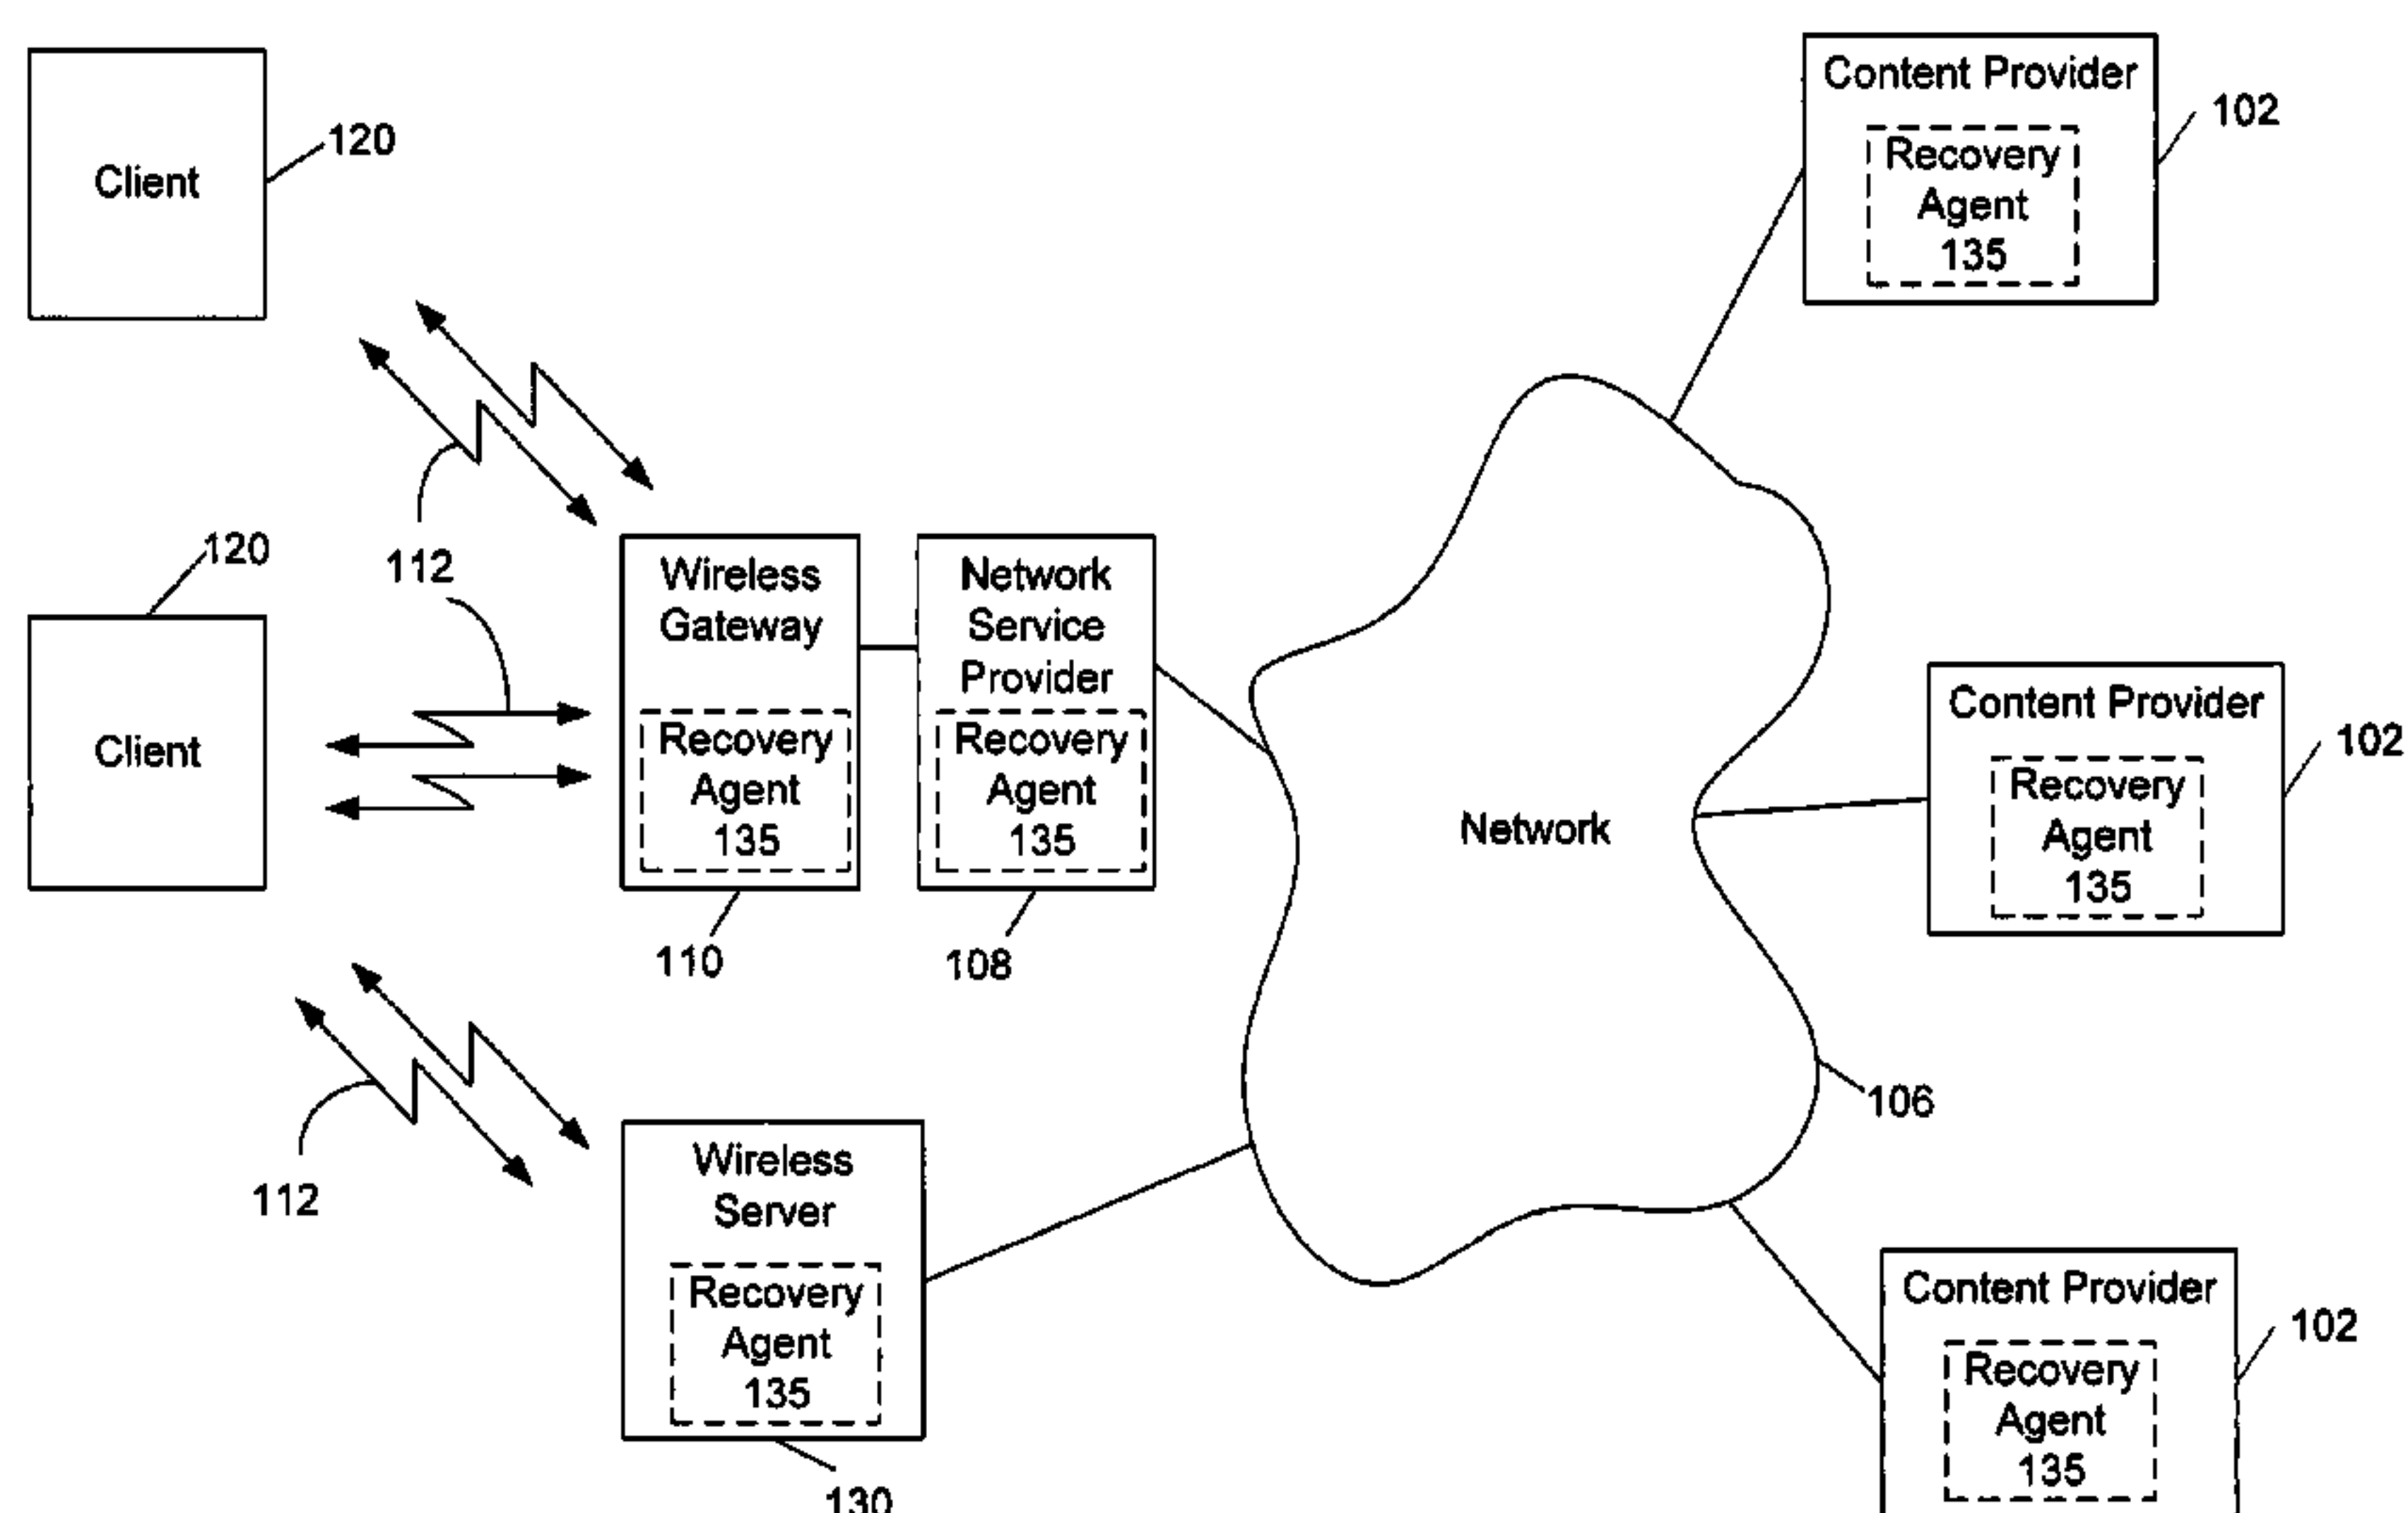 Client
120
Content Provider
102
Recovery
Agent
135
112
120
Client
Wireless
Gateway
Recovery
Agent
135
110
Network
Service
Provider
Recovery
Agent
135
108
Network
106
Content Provider
102
Recovery
Agent
135
112
Wireless
Server
Recovery
Agent
135
130
Content Provider
102
Recovery
Agent
135